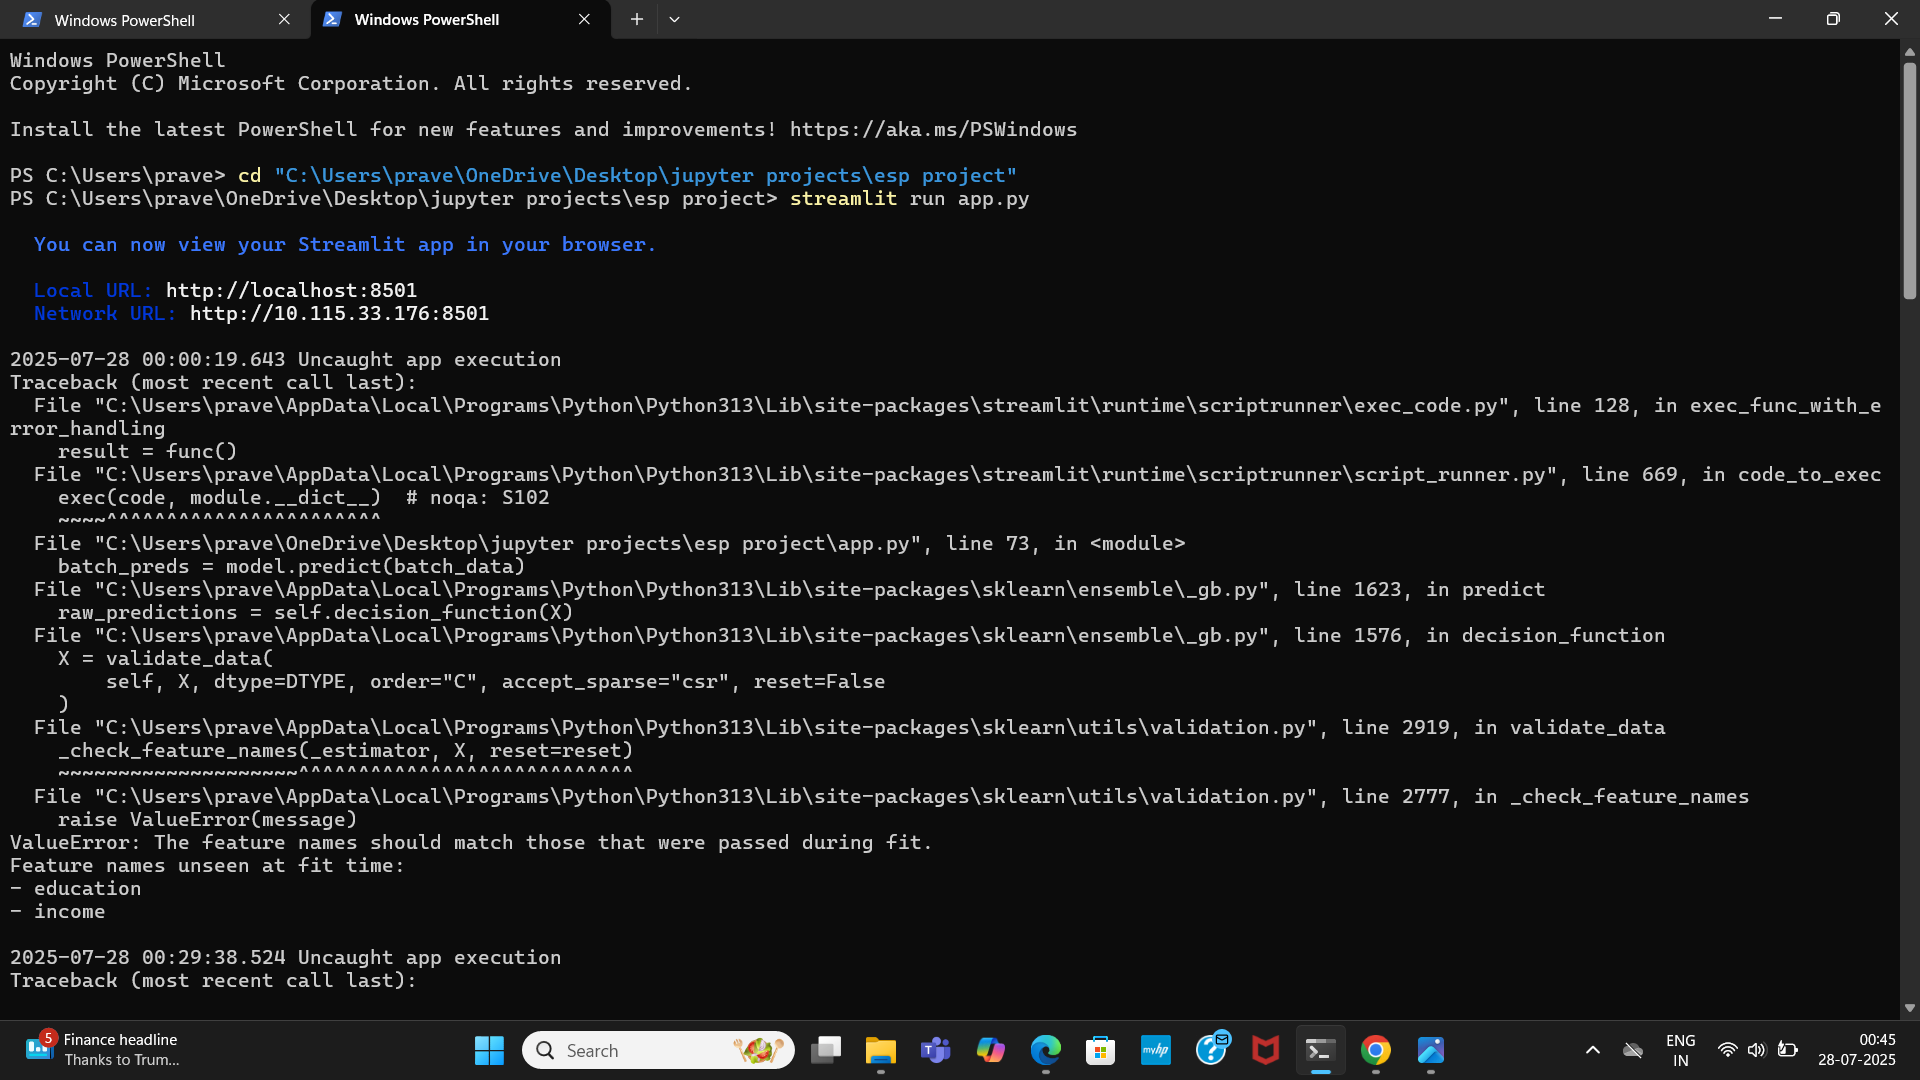 Windows PowerShell
Windows PowerShell
Windows PowerShell
Copyright (C) Microsoft Corporation. All rights reserved.
Install the latest PowerShell for new features and improvements! https://aka.ms/PSWindows
PS C:\Users\prave> cd "C:\Users\prave\OneDrive\Desktop\jupyter projects\esp project"
PS C:\Users\prave\OneDrive\Desktop\jupyter projects\esp project> streamlit run app.py
You can now view your Streamlit app in your browser.
Local URL: http://localhost:8501
Network URL: http://10.115.33.176:8501
2025-07-28 00:00:19.643 Uncaught app execution
Traceback (most recent call last):
  File "C:\Users\prave\AppData\Local\Programs\Python\Python313\Lib\site-packages\streamlit\runtime\scriptrunner\exec_code.py", line 128, in exec_func_with_e
rror_handling
    result = func()
  File "C:\Users\prave\AppData\Local\Programs\Python\Python313\Lib\site-packages\streamlit\runtime\scriptrunner\script_runner.py", line 669, in code_to_exec
    exec(code, module.__dict__)  # noqa: S102
    ~~~~^^^^^^^^^^^^^^^^^^^^^^^
  File "C:\Users\prave\OneDrive\Desktop\jupyter projects\esp project\app.py", line 73, in <module>
    batch_preds = model.predict(batch_data)
  File "C:\Users\prave\AppData\Local\Programs\Python\Python313\Lib\site-packages\sklearn\ensemble\_gb.py", line 1623, in predict
    raw_predictions = self.decision_function(X)
  File "C:\Users\prave\AppData\Local\Programs\Python\Python313\Lib\site-packages\sklearn\ensemble\_gb.py", line 1576, in decision_function
    X = validate_data(
        self, X, dtype=DTYPE, order="C", accept_sparse="csr", reset=False
    )
  File "C:\Users\prave\AppData\Local\Programs\Python\Python313\Lib\site-packages\sklearn\utils\validation.py", line 2919, in validate_data
    _check_feature_names(_estimator, X, reset=reset)
    ~~~~~~~~~~~~~~~~~~~~^^^^^^^^^^^^^^^^^^^^^^^^^^^^
  File "C:\Users\prave\AppData\Local\Programs\Python\Python313\Lib\site-packages\sklearn\utils\validation.py", line 2777, in _check_feature_names
    raise ValueError(message)
ValueError: The feature names should match those that were passed during fit.
Feature names unseen at fit time:
- education
- income
2025-07-28 00:29:38.524 Uncaught app execution
Traceback (most recent call last):
5
Finance headline
Thanks to Trum...
Search
T
myhp
?
ENG
IN
00:45
28-07-2025